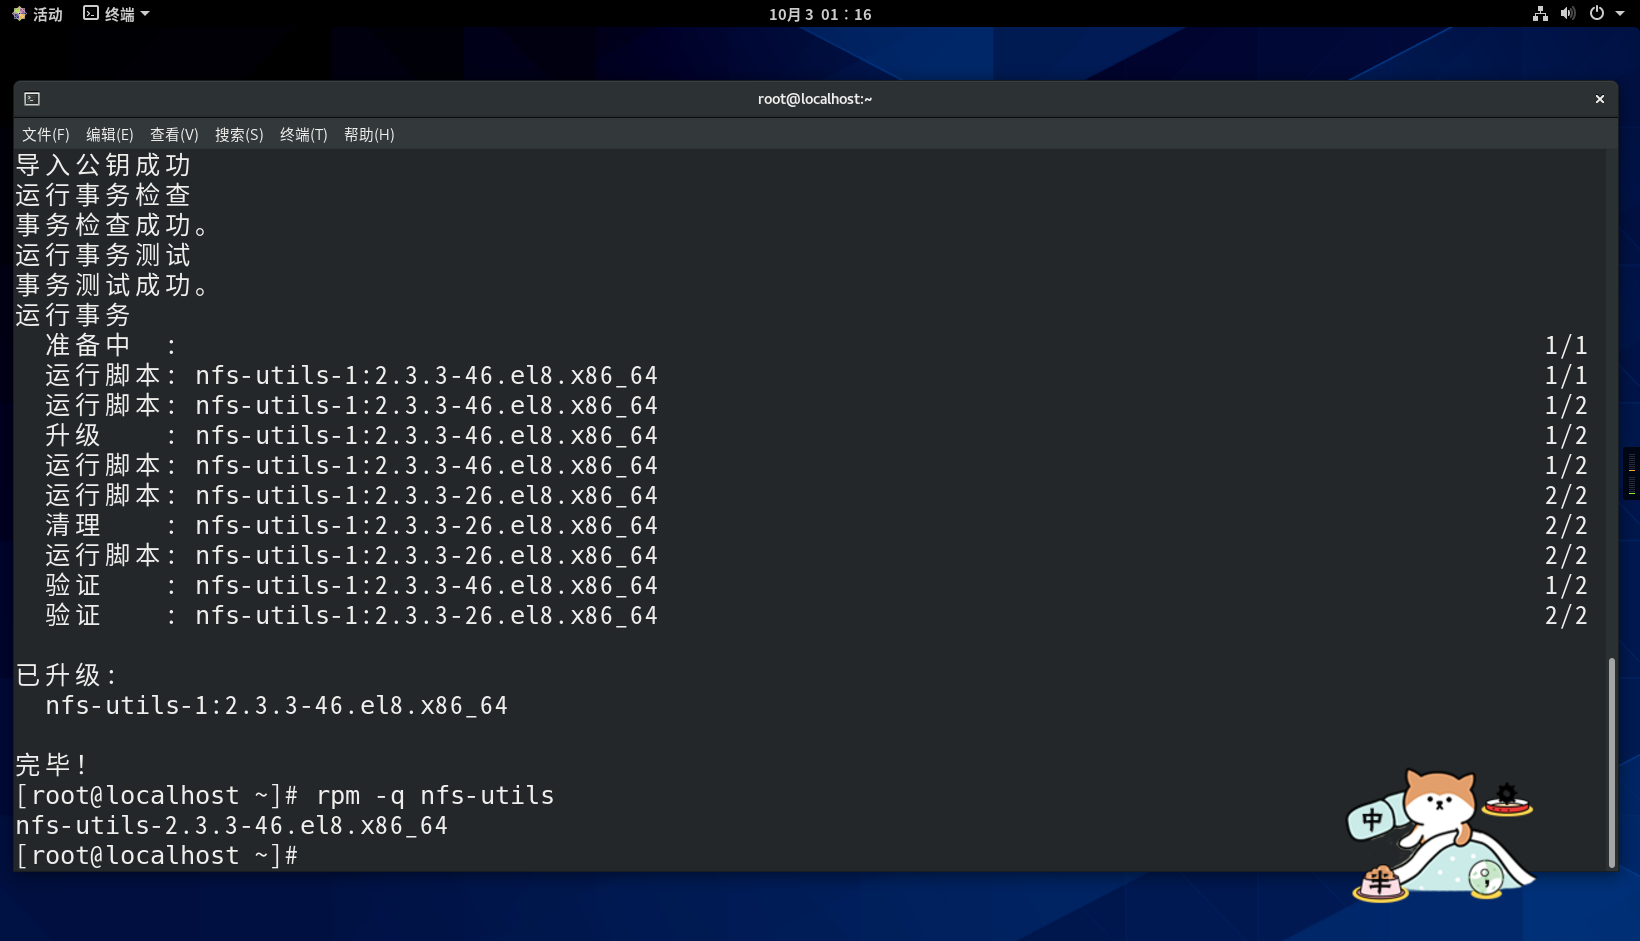 活动 终端 10月 3 01：16
root@localhost:~
文件(F) 编辑(E) 查看(V) 搜索(S) 终端(T) 帮助(H)
导入公钥成功
运行事务检查
事务检查成功。
运行事务测试
事务测试成功。
运行事务
准备中 : 1/1
运行脚本: nfs-utils-1:2.3.3-46.el8.x86_64 1/1
运行脚本: nfs-utils-1:2.3.3-46.el8.x86_64 1/2
升级 : nfs-utils-1:2.3.3-46.el8.x86_64 1/2
运行脚本: nfs-utils-1:2.3.3-46.el8.x86_64 1/2
运行脚本: nfs-utils-1:2.3.3-26.el8.x86_64 2/2
清理 : nfs-utils-1:2.3.3-26.el8.x86_64 2/2
运行脚本: nfs-utils-1:2.3.3-26.el8.x86_64 2/2
验证 : nfs-utils-1:2.3.3-46.el8.x86_64 1/2
验证 : nfs-utils-1:2.3.3-26.el8.x86_64 2/2
已升级:
nfs-utils-1:2.3.3-46.el8.x86_64
完毕!
[root@localhost ~]# rpm -q nfs-utils
nfs-utils-2.3.3-46.el8.x86_64
[root@localhost ~]#
中
半